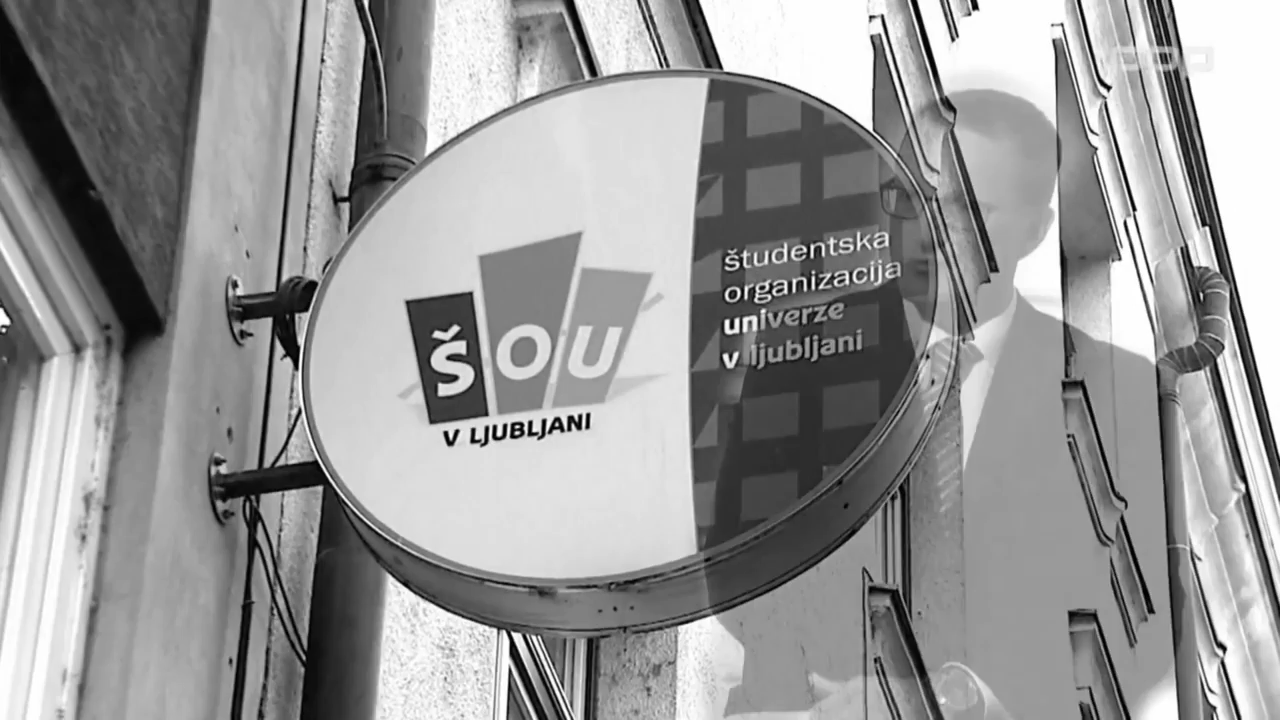 ŠOU
V LJUBLJANI
študentska
organizacija
univerze
v ljubljani